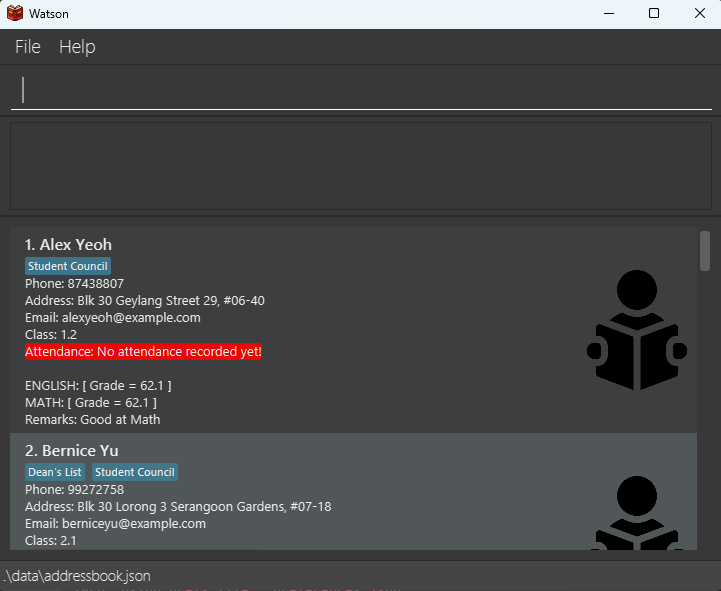 Watson
File Help
1. Alex Yeoh
Student Council
Phone: 87438807
Address: Blk 30 Geylang Street 29, #06-40
Email: alexyeoh@example.com
Class: 1.2
Attendance: No attendance recorded yet!
ENGLISH: [ Grade = 62.1 ]
MATH: [ Grade = 62.1 ]
Remarks: Good at Math
2. Bernice Yu
Dean's List Student Council
Phone: 99272758
Address: Blk 30 Lorong 3 Serangoon Gardens, #07-18
Email: berniceyu@example.com
Class: 2.1
.\data\addressbook.json